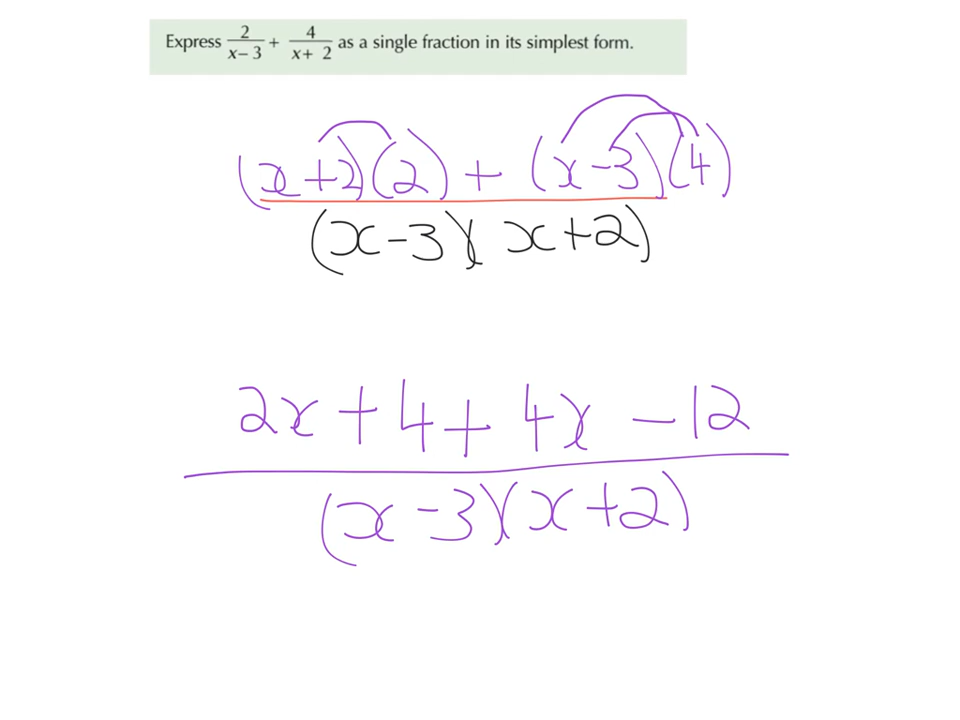 Express 2/(x– 3) + 4/(x+ 2) as a single fraction in its simplest form.
(x+2)(2) + (x-3)(4)
(x-3)(x+2)
2x + 4 + 4x - 12
(x-3)(x+2)